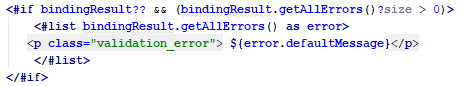 <#if bindingResult?? && (bindingResult.getAllErrors()?size > 0)>
<#list bindingResult.getAllErrors() as error>
<p class="validation_error"> ${error.defaultMessage}</p>
</#list>
</#if>